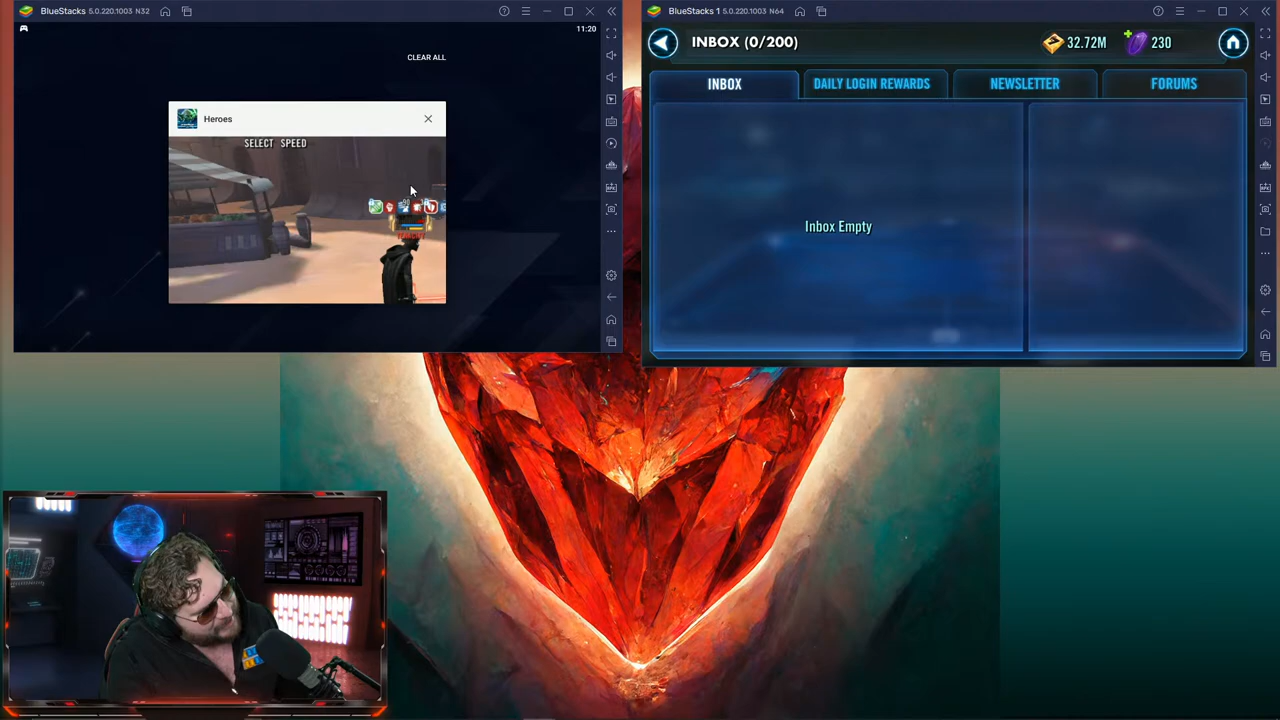 BlueStacks 5.0.220.1003 N32
11:20
CLEAR ALL
Heroes
SELECT SPEED
BlueStacks 1 5.0.220.1003 N64
INBOX (0/200)
32.72M
230
INBOX
DAILY LOGIN REWARDS
NEWSLETTER
FORUMS
Inbox Empty